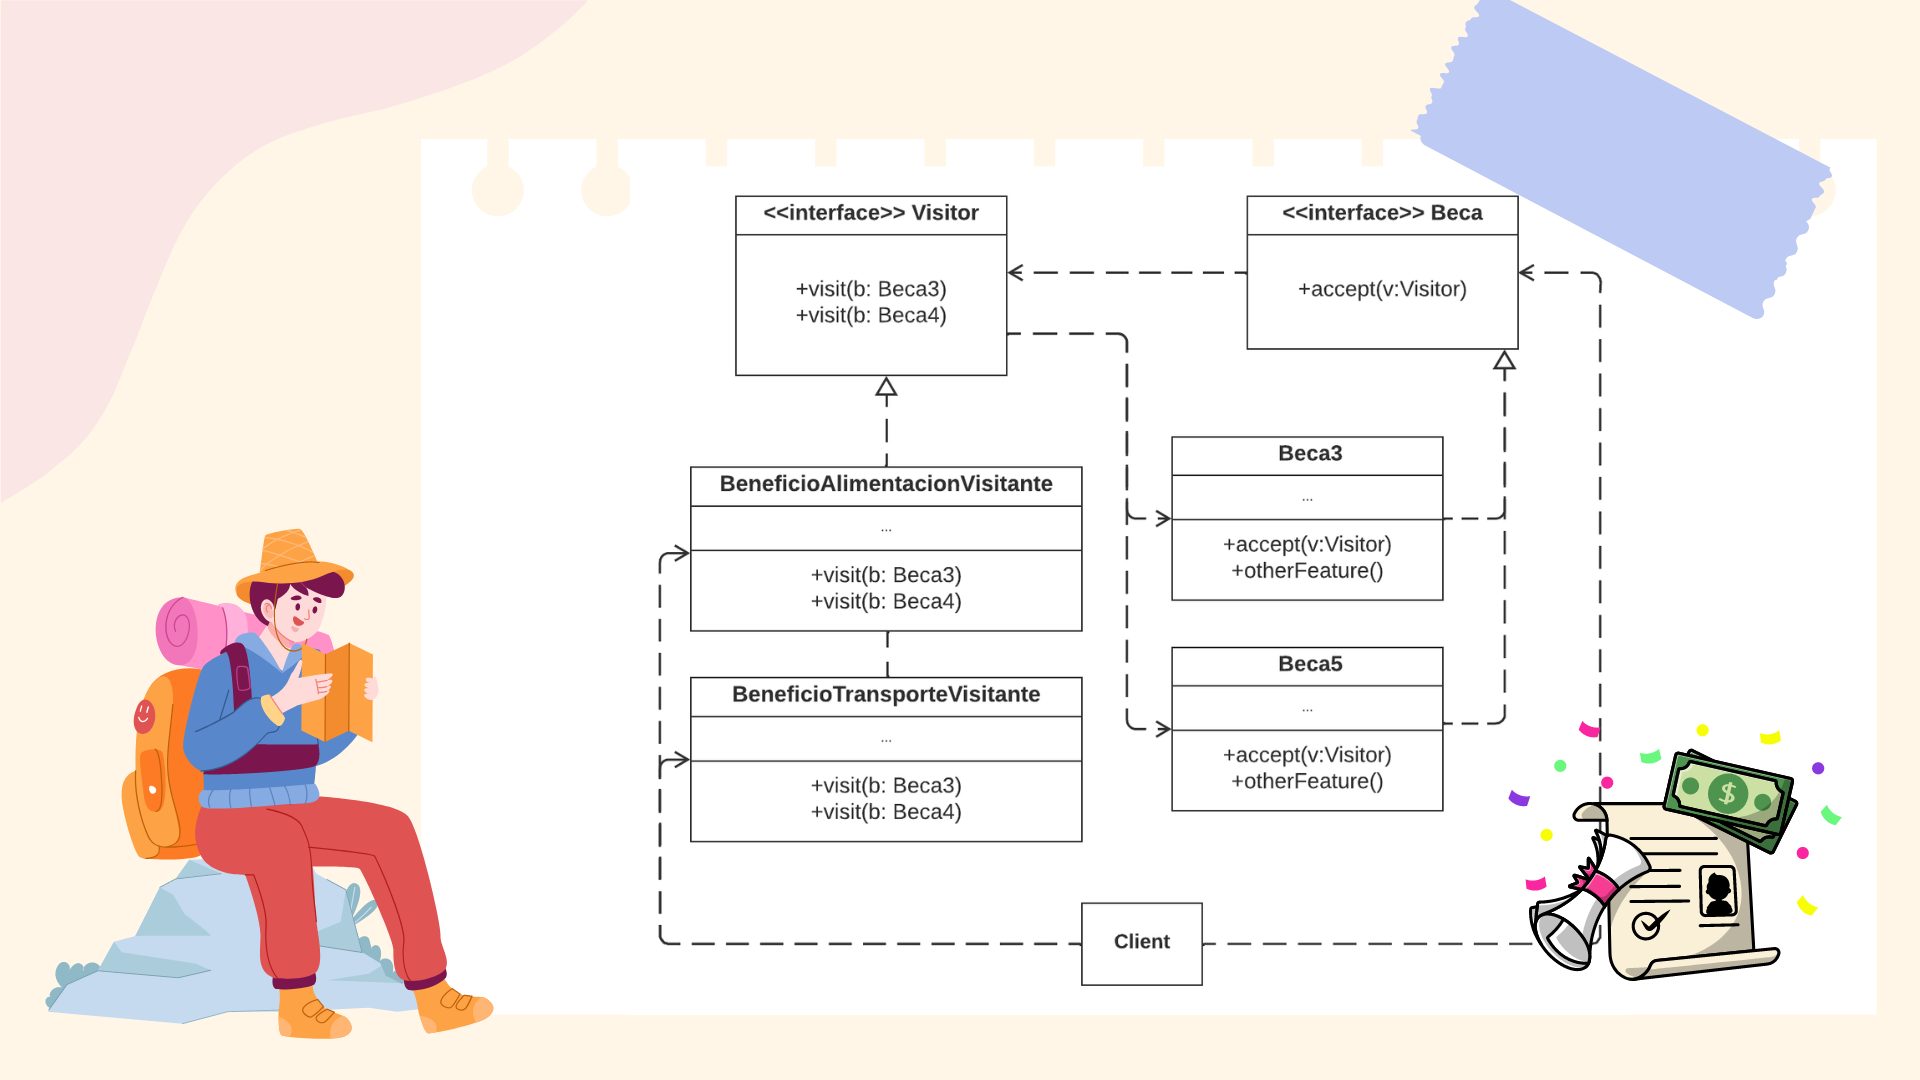 <<interface>> Visitor
+visit(b: Beca3)
+visit(b: Beca4)
<<interface>> Beca
+accept(v:Visitor)
BeneficioAlimentacionVisitante
...
+visit(b: Beca3)
+visit(b: Beca4)
Beca3
...
+accept(v:Visitor)
+otherFeature()
BeneficioTransporteVisitante
...
+visit(b: Beca3)
+visit(b: Beca4)
Beca5
...
+accept(v:Visitor)
+otherFeature()
Client
$